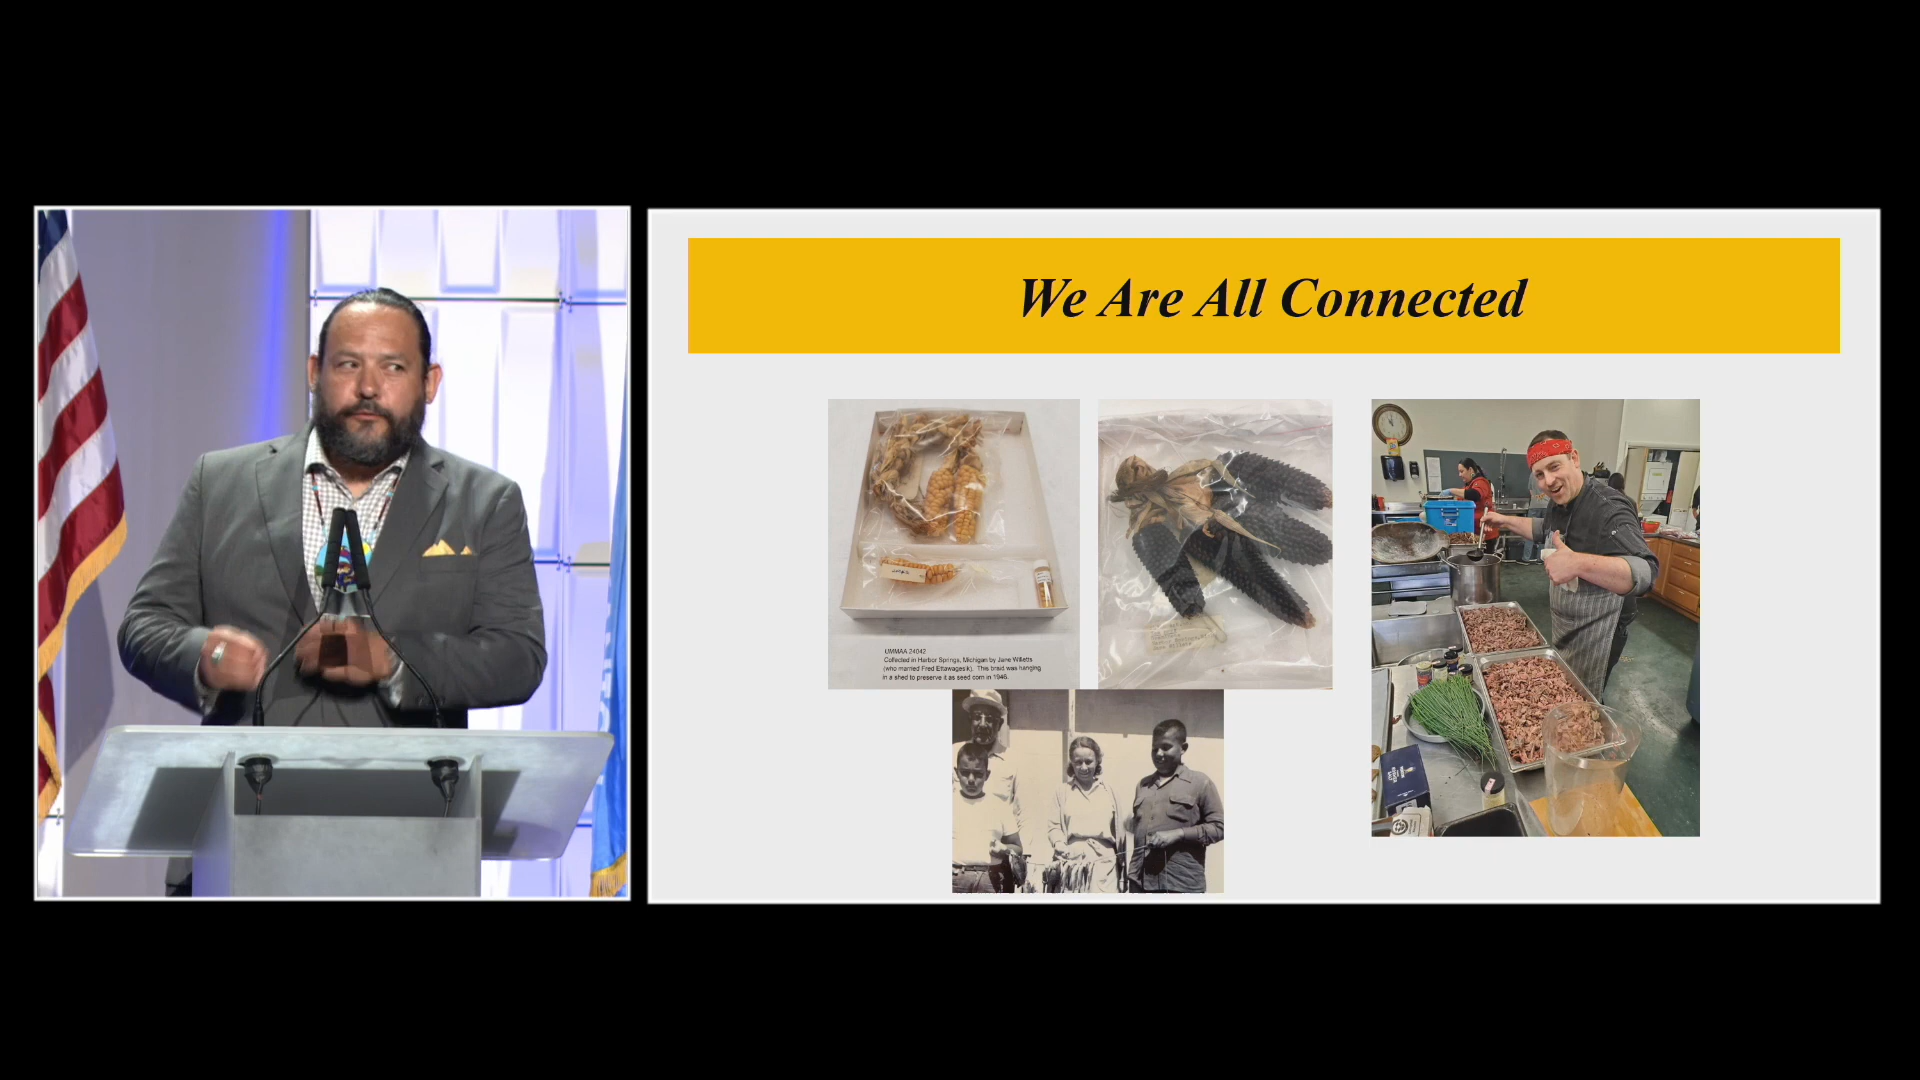 We Are All Connected
UMMAA 24042
Collected in Harbor Springs, Michigan by Jane Willetts
(who married Fred Ettawagesik). This braid was hanging
in a shed to preserve it as seed corn in 1946.